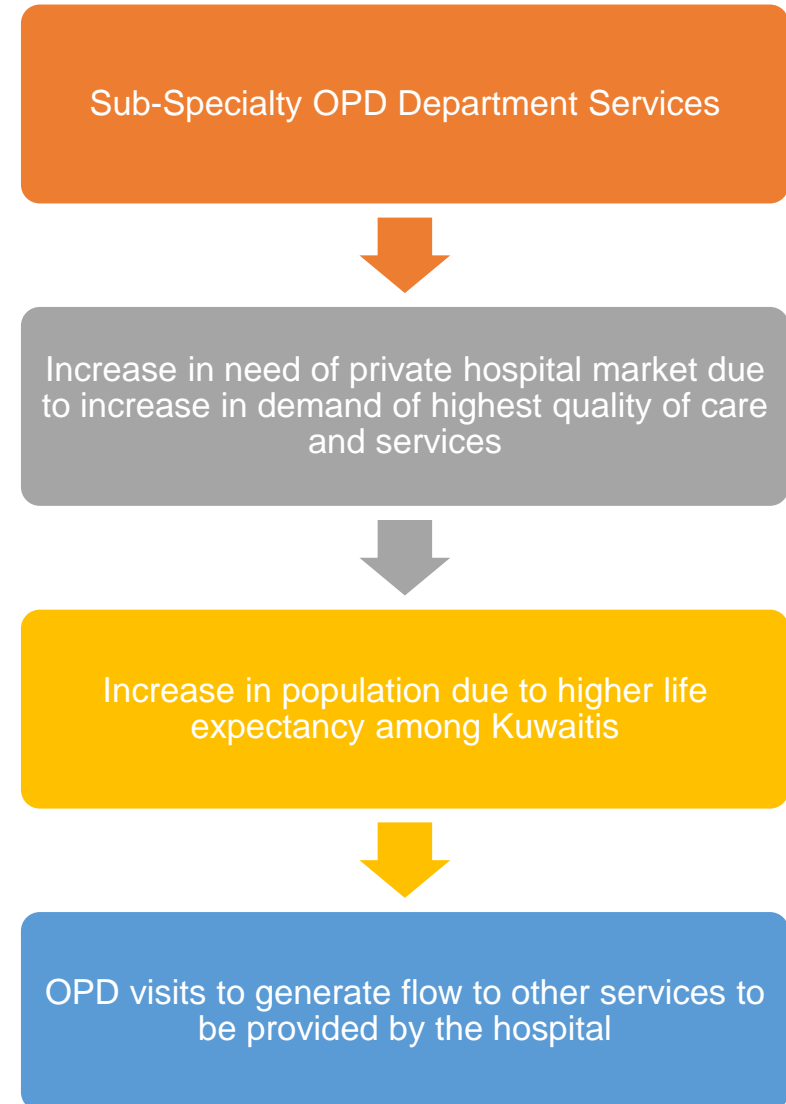 Sub-Specialty OPD Department Services
Increase in need of private hospital market due
to increase in demand of highest quality of care
and services
Increase in population due to higher life
expectancy among Kuwaitis
OPD visits to generate flow to other services to
be provided by the hospital